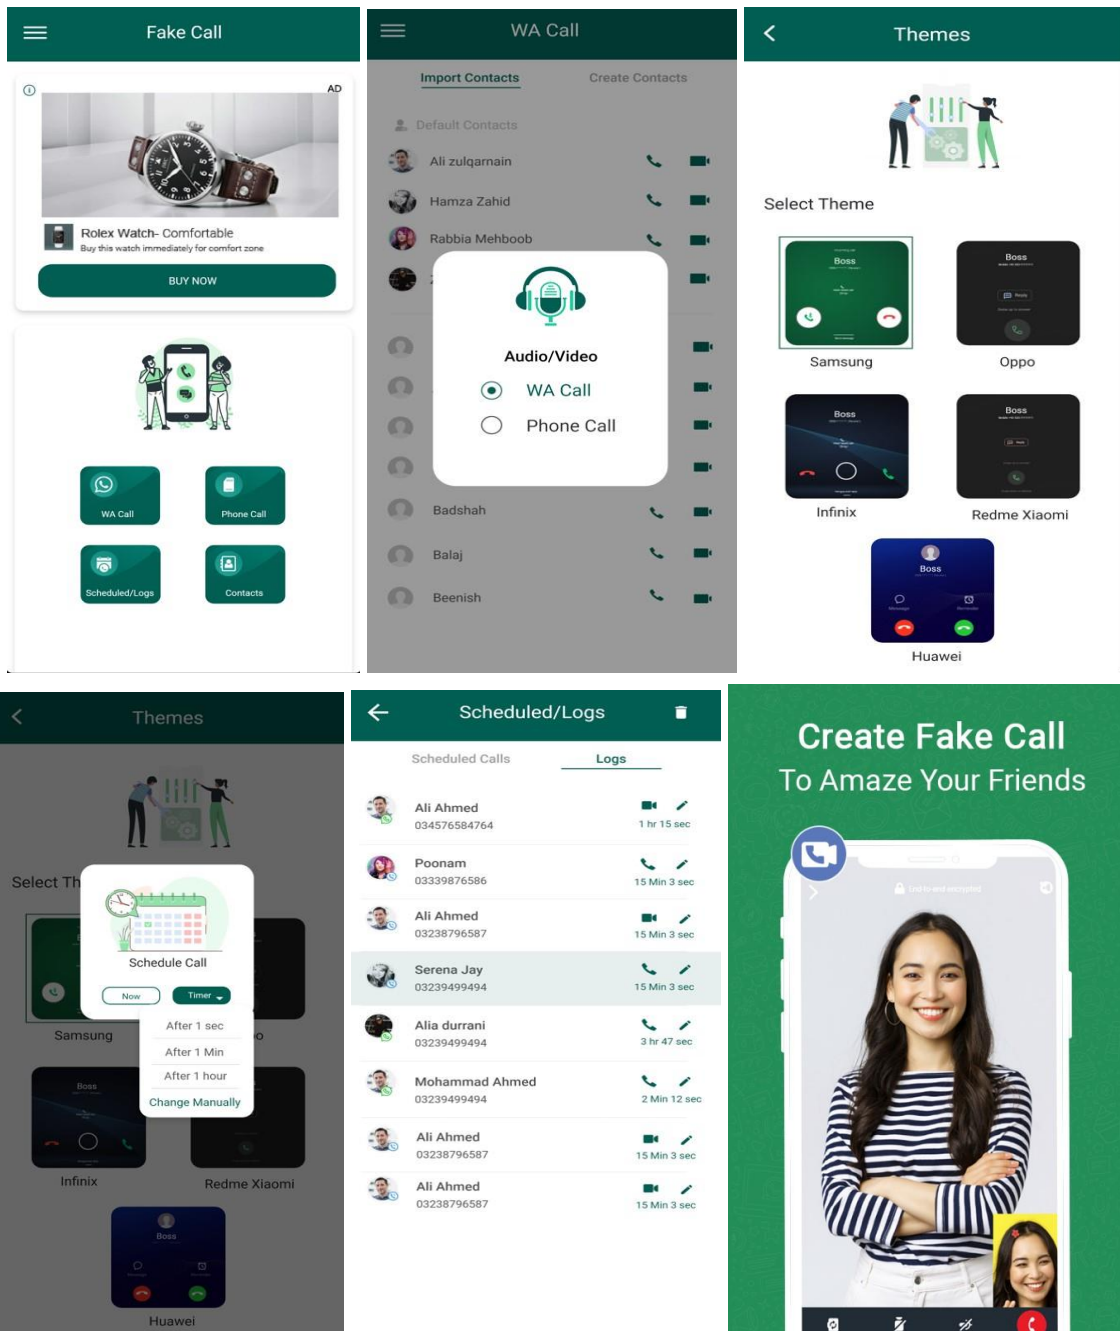 Fake Call
AD
Rolex Watch- Comfortable
Buy this watch immediately for comfort zone
BUY NOW
WA Call
Phone Call
Scheduled/Logs
Contacts
WA Call
Import Contacts
Create Contacts
Default Contacts
Ali zulqarnain
Hamza Zahid
Rabbia Mehboob
Audio/Video
WA Call
Phone Call
Badshah
Balaj
Beenish
Themes
Select Theme
Boss
Samsung
Boss
Oppo
Boss
Infinix
Boss
Redme Xiaomi
Boss
Message
Reminder
Huawei
Themes
Select Th
Schedule Call
Now
Timer
After 1 sec
After 1 Min
After 1 hour
Change Manually
Samsung
Boss
Infinix
Redme Xiaomi
Boss
Huawei
Scheduled/Logs
Scheduled Calls
Logs
Ali Ahmed
034576584764
1 hr 15 sec
Poonam
03339876586
15 Min 3 sec
Ali Ahmed
03238796587
15 Min 3 sec
Serena Jay
03239499494
15 Min 3 sec
Alia durrani
03239499494
3 hr 47 sec
Mohammad Ahmed
03239499494
2 Min 12 sec
Ali Ahmed
03238796587
15 Min 3 sec
Ali Ahmed
03238796587
15 Min 3 sec
Create Fake Call
To Amaze Your Friends
End-to-end encrypted